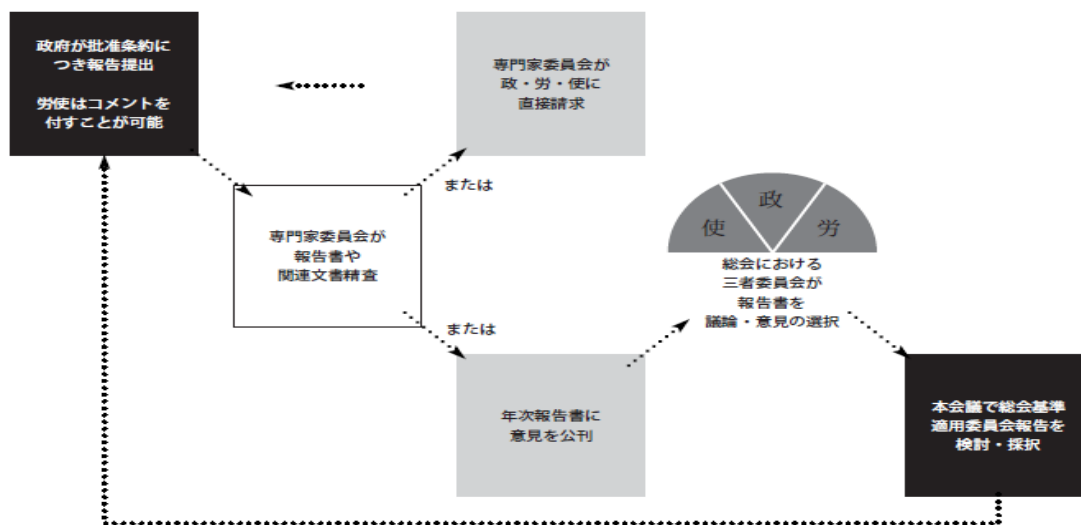 政府が批准条約に
つき報告提出
労使はコメントを
付すことが可能
専門家委員会が
政・労・使に
直接請求
または
専門家委員会が
報告書や
関連文書精査
または
年次報告書に
意見を公刊
使
政
労
総会における
三者委員会が
報告書を
議論・意見の選択
本会議で総会基準
適用委員会報告を
検討・採択